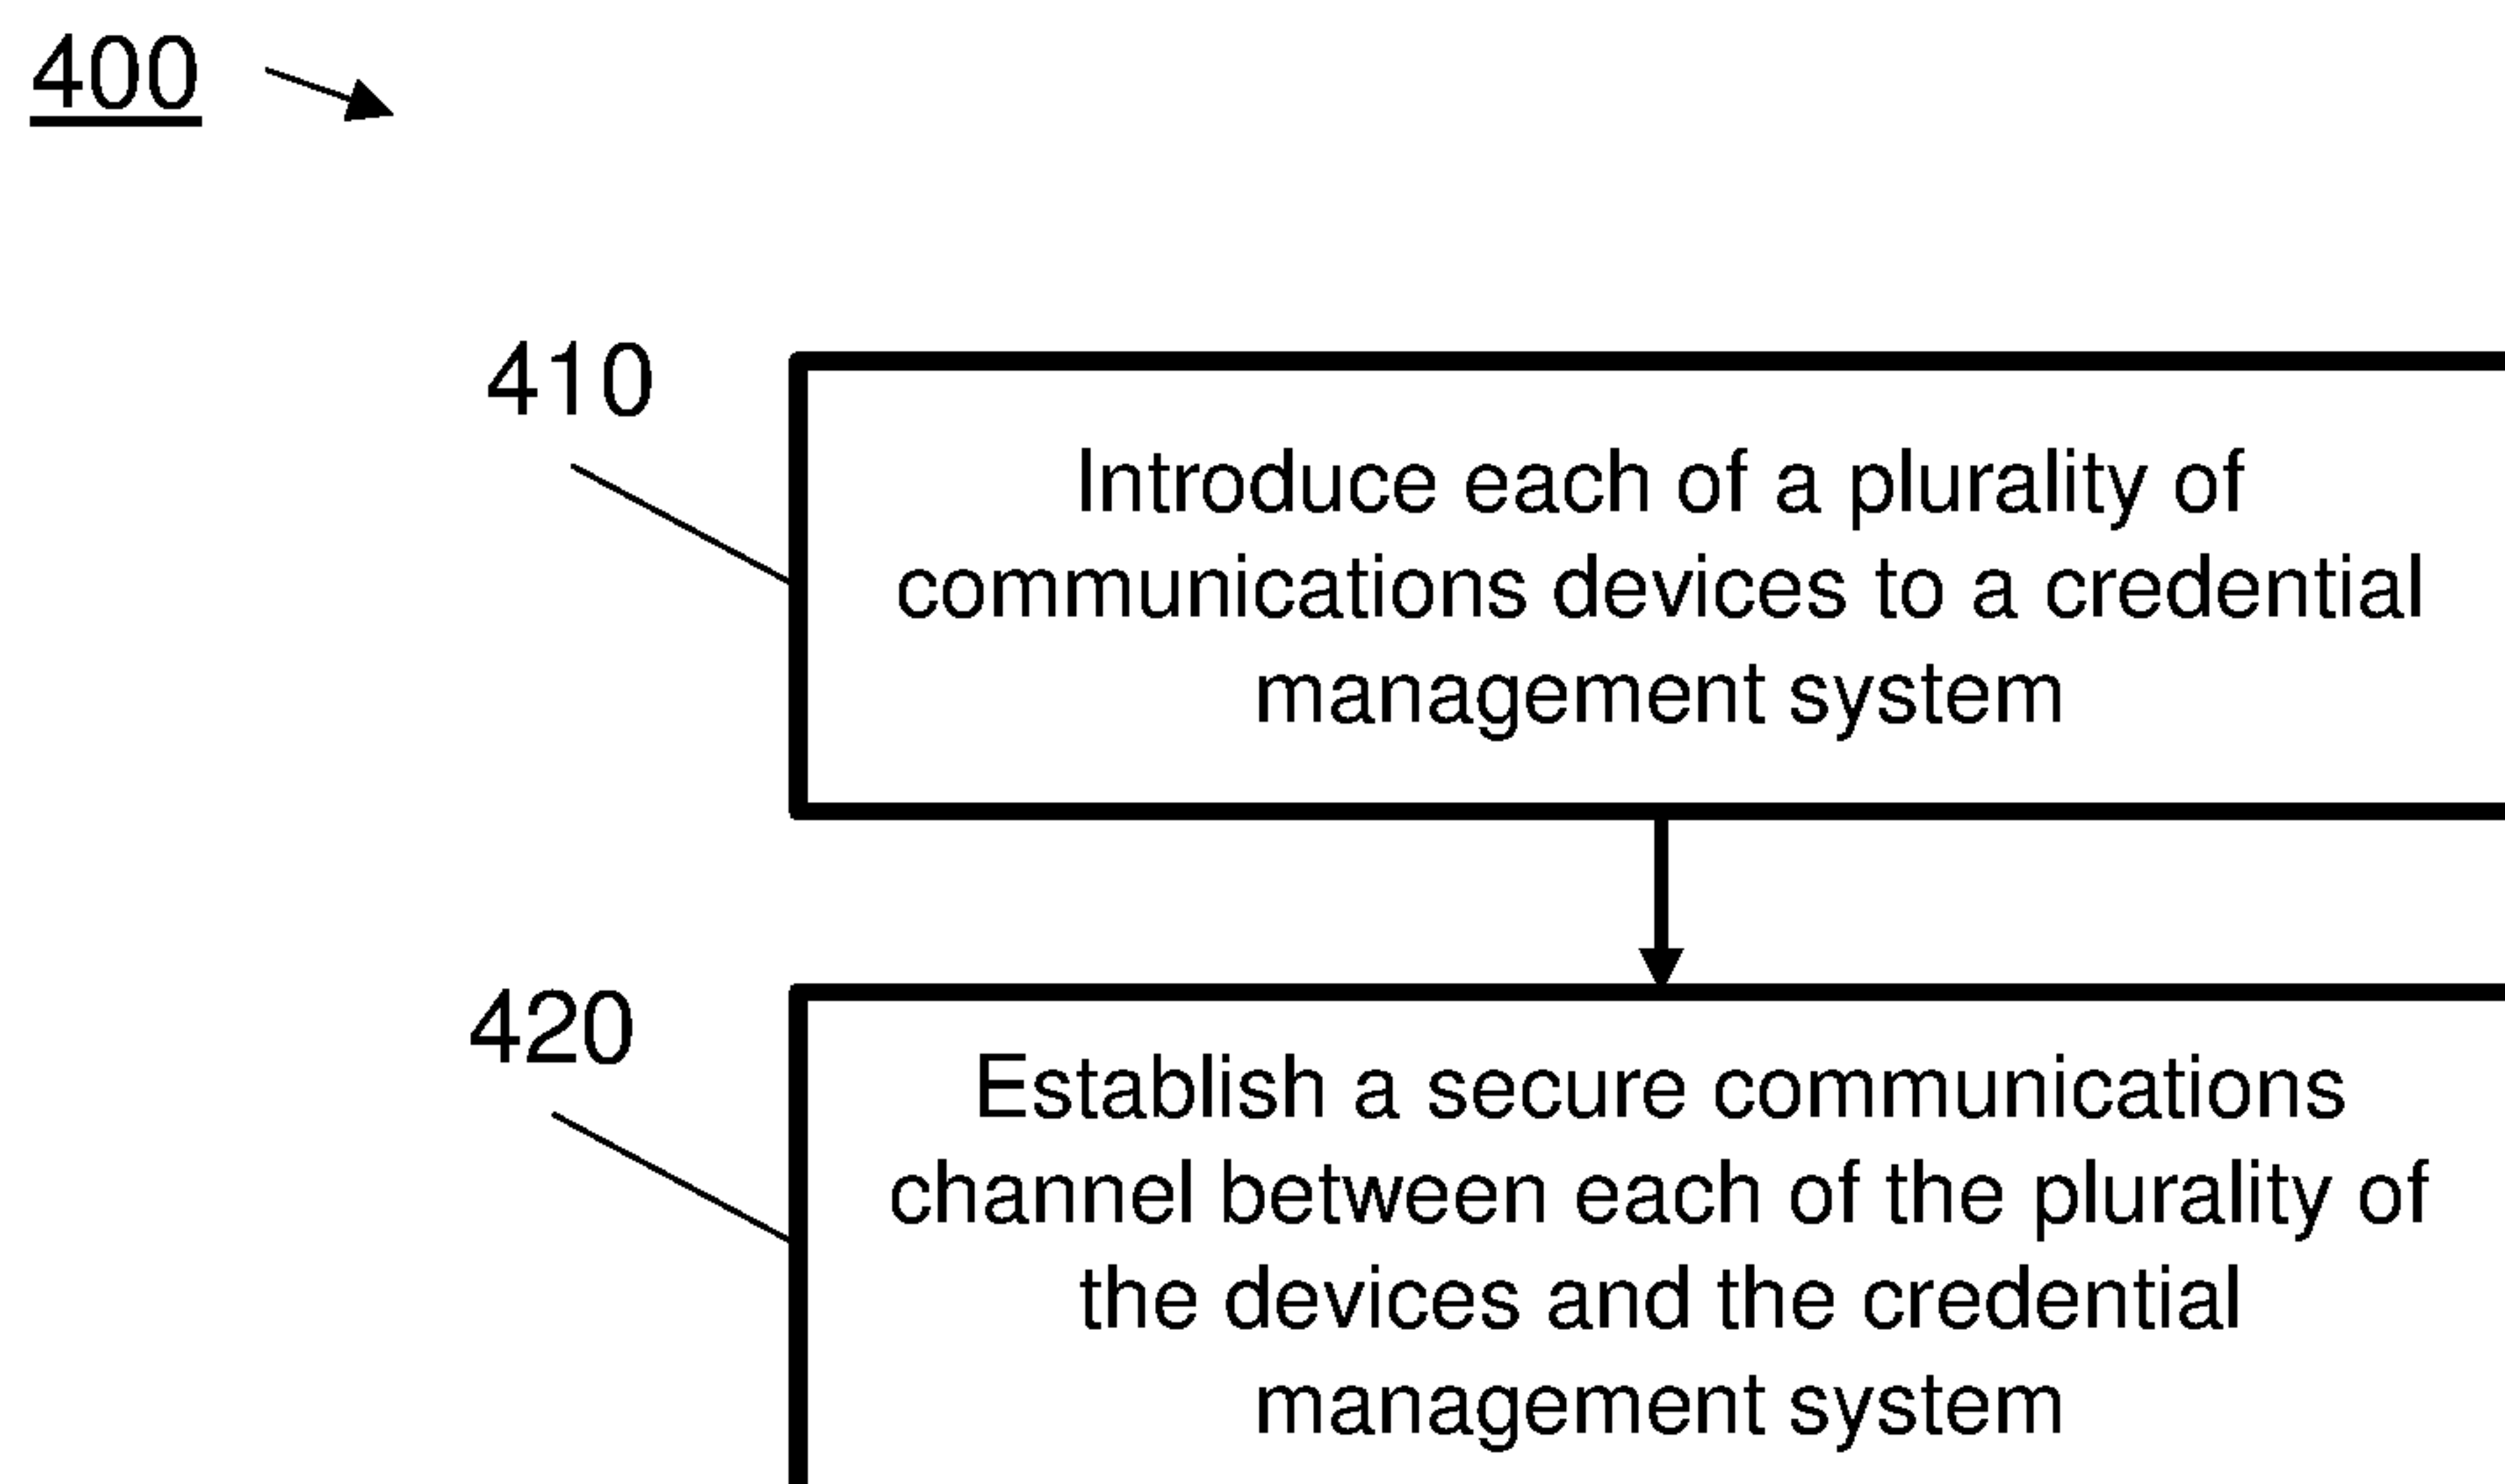 400
410
Introduce each of a plurality of
communications devices to a credential
management system
420
Establish a secure communications
channel between each of the plurality of
the devices and the credential
management system